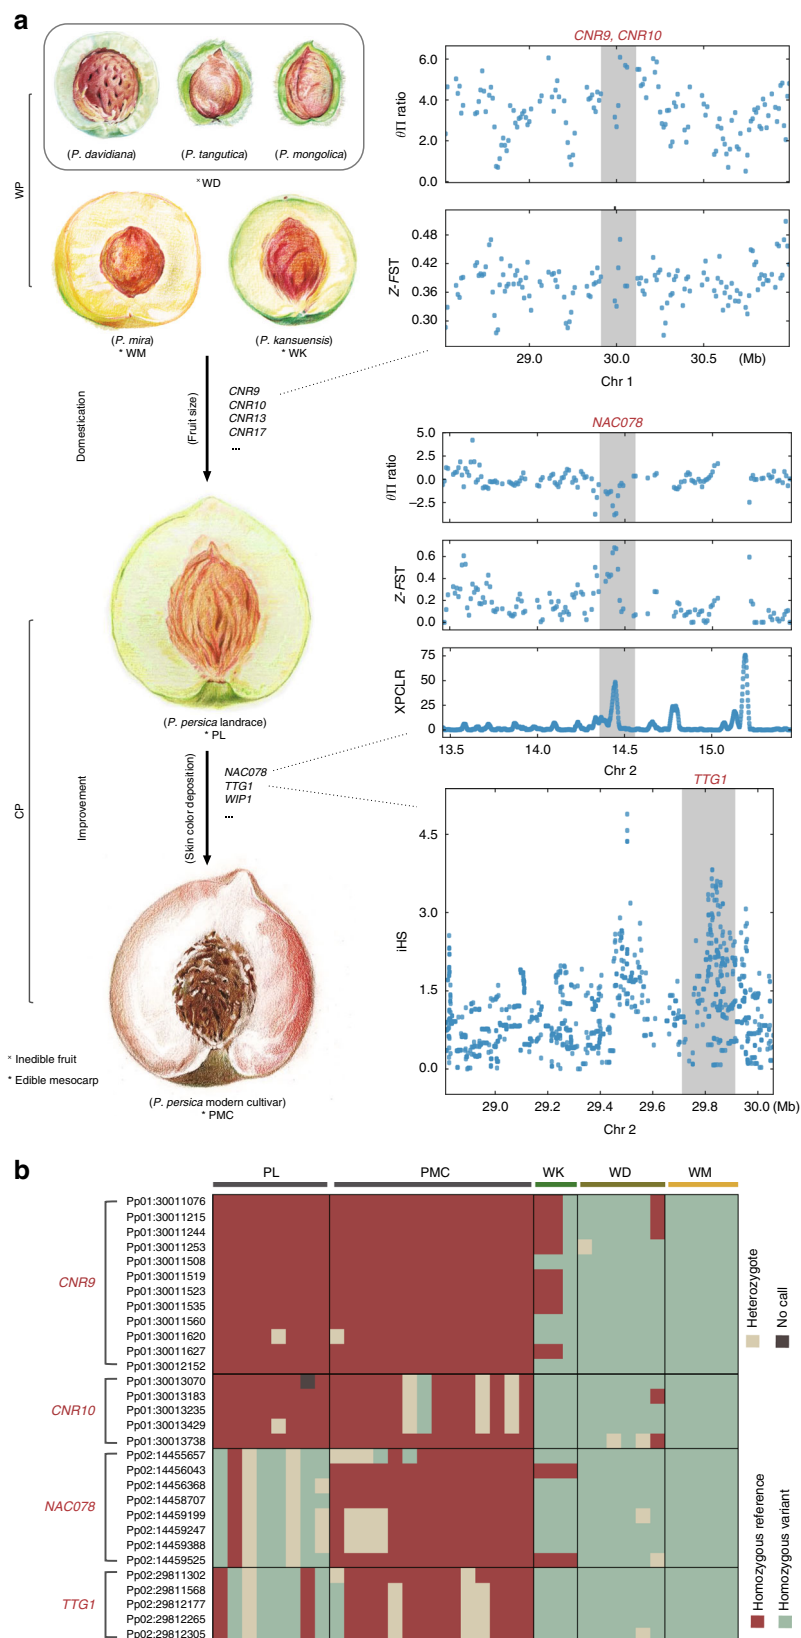 a
(P. davidiana)
(P. tangutica)
(P. mongolica)
× WD
WP
(P. mira)
* WM
(P. kansuensis)
* WK
Domestication
(Fruit size)
CNR9
CNR10
CNR13
CNR17
...
(P. persica landrace)
* PL
CP
Improvement
(Skin color deposition)
NAC078
TTG1
WIP1
...
× Inedible fruit
* Edible mesocarp
(P. persica modern cultivar)
* PMC
CNR9, CNR10
6.0
4.0
2.0
0.0
θΠ ratio
0.48
0.42
0.36
0.30
Z-FST
29.0 30.0 30.5 (Mb)
Chr 1
NAC078
5.0
2.5
0.0
–2.5
θΠ ratio
0.6
0.4
0.2
0.0
Z-FST
75
50
25
0
XPCLR
13.5 14.0 14.5 15.0
Chr 2
TTG1
4.5
3.0
1.5
0.0
iHS
29.0 29.2 29.4 29.6 29.8 30.0 (Mb)
Chr 2
b
PL PMC WK WD WM
CNR9
Pp01:30011076
Pp01:30011215
Pp01:30011244
Pp01:30011253
Pp01:30011508
Pp01:30011519
Pp01:30011523
Pp01:30011535
Pp01:30011560
Pp01:30011620
Pp01:30011627
Pp01:30012152
CNR10
Pp01:30013070
Pp01:30013183
Pp01:30013235
Pp01:30013429
Pp01:30013738
NAC078
Pp02:14455657
Pp02:14456043
Pp02:14456368
Pp02:14458707
Pp02:14459199
Pp02:14459247
Pp02:14459388
Pp02:14459525
TTG1
Pp02:29811302
Pp02:29811568
Pp02:29812177
Pp02:29812265
Pp02:29812305
Heterozygote
No call
Homozygous reference
Homozygous variant